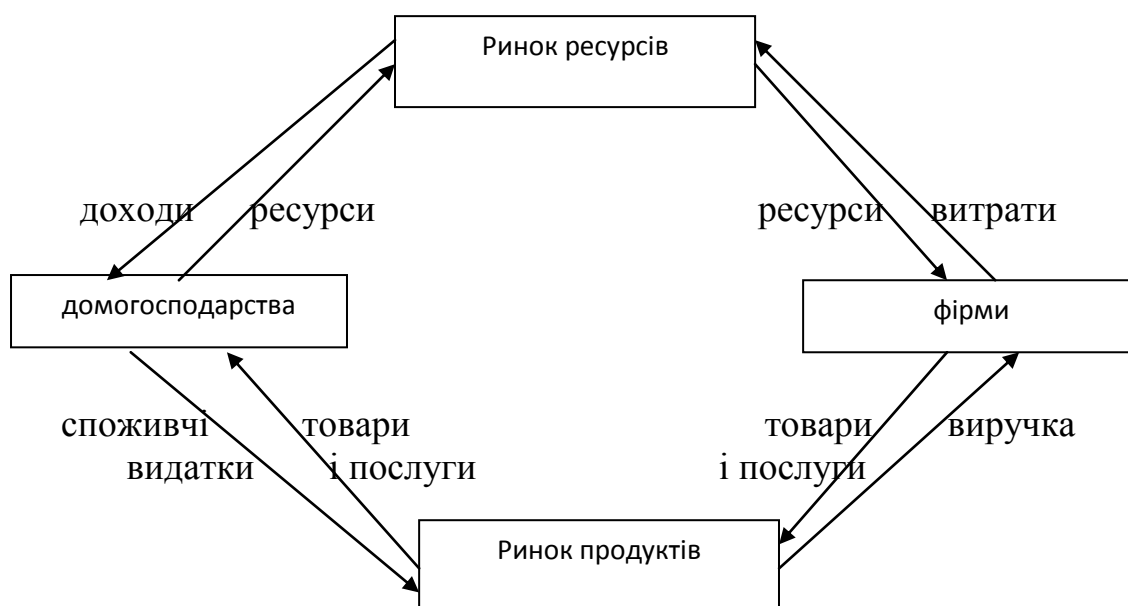 Ринок ресурсів
доходи
ресурси
ресурси
витрати
домогосподарства
фірми
споживчі
видатки
товари
і послуги
товари
і послуги
виручка
Ринок продуктів